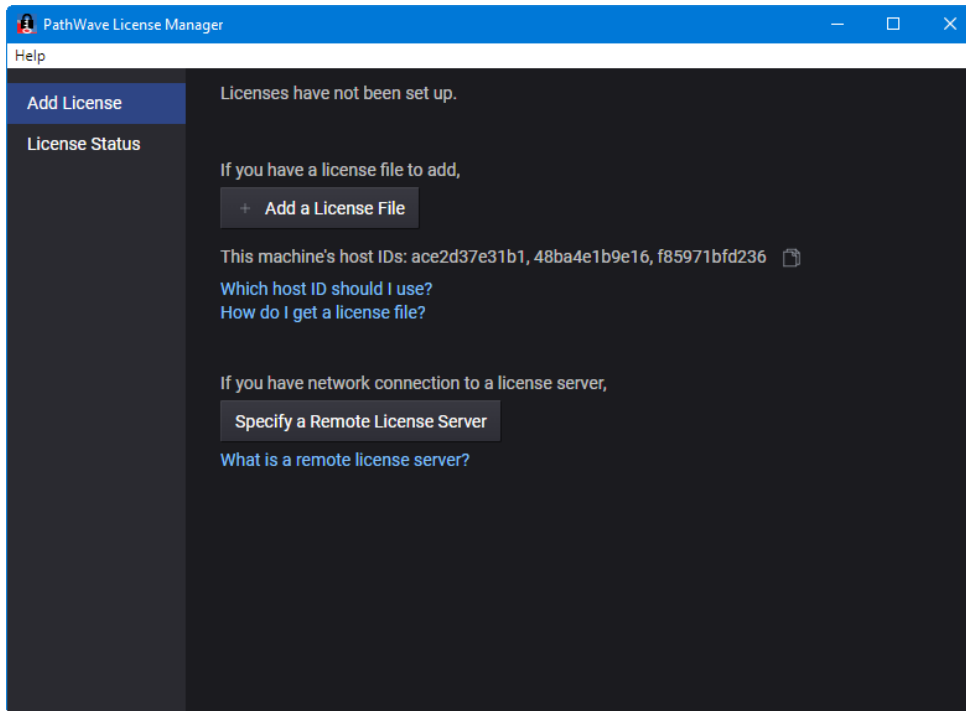 PathWave License Manager
Help
Add License
License Status
Licenses have not been set up.
If you have a license file to add,
+ Add a License File
This machine's host IDs: ace2d37e31b1, 48ba4e1b9e16, f85971bfd236
Which host ID should I use?
How do I get a license file?
If you have network connection to a license server,
Specify a Remote License Server
What is a remote license server?